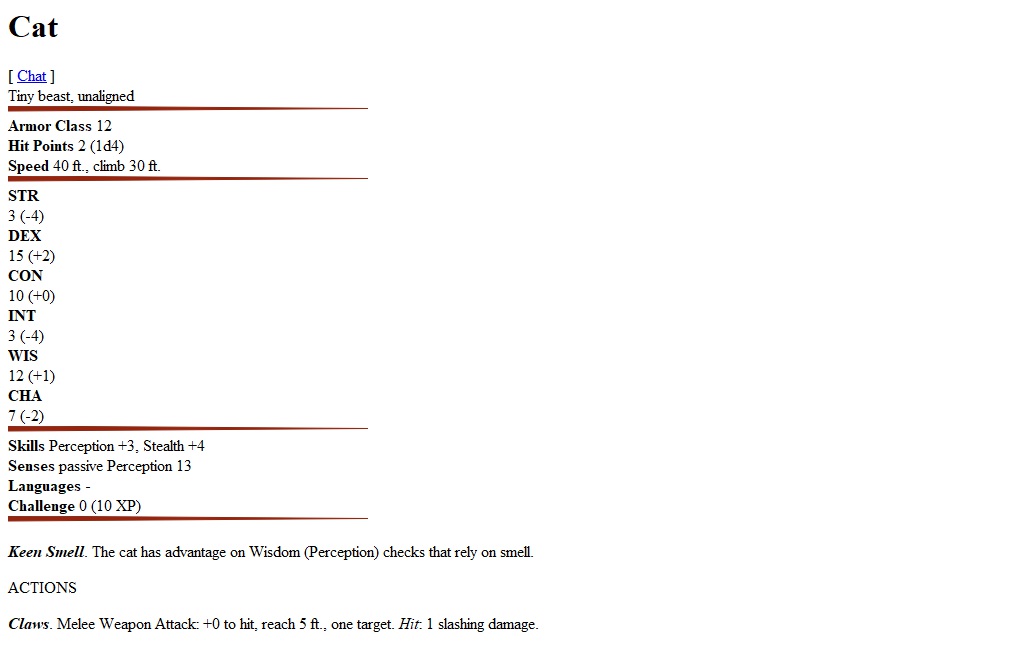 Cat
[ Chat ]
Tiny beast, unaligned
Armor Class 12
Hit Points 2 (1d4)
Speed 40 ft., climb 30 ft.
STR
3 (-4)
DEX
15 (+2)
CON
10 (+0)
INT
3 (-4)
WIS
12 (+1)
CHA
7 (-2)
Skills Perception +3, Stealth +4
Senses passive Perception 13
Languages -
Challenge 0 (10 XP)
Keen Smell. The cat has advantage on Wisdom (Perception) checks that rely on smell.
ACTIONS
Claws. Melee Weapon Attack: +0 to hit, reach 5 ft., one target. Hit: 1 slashing damage.